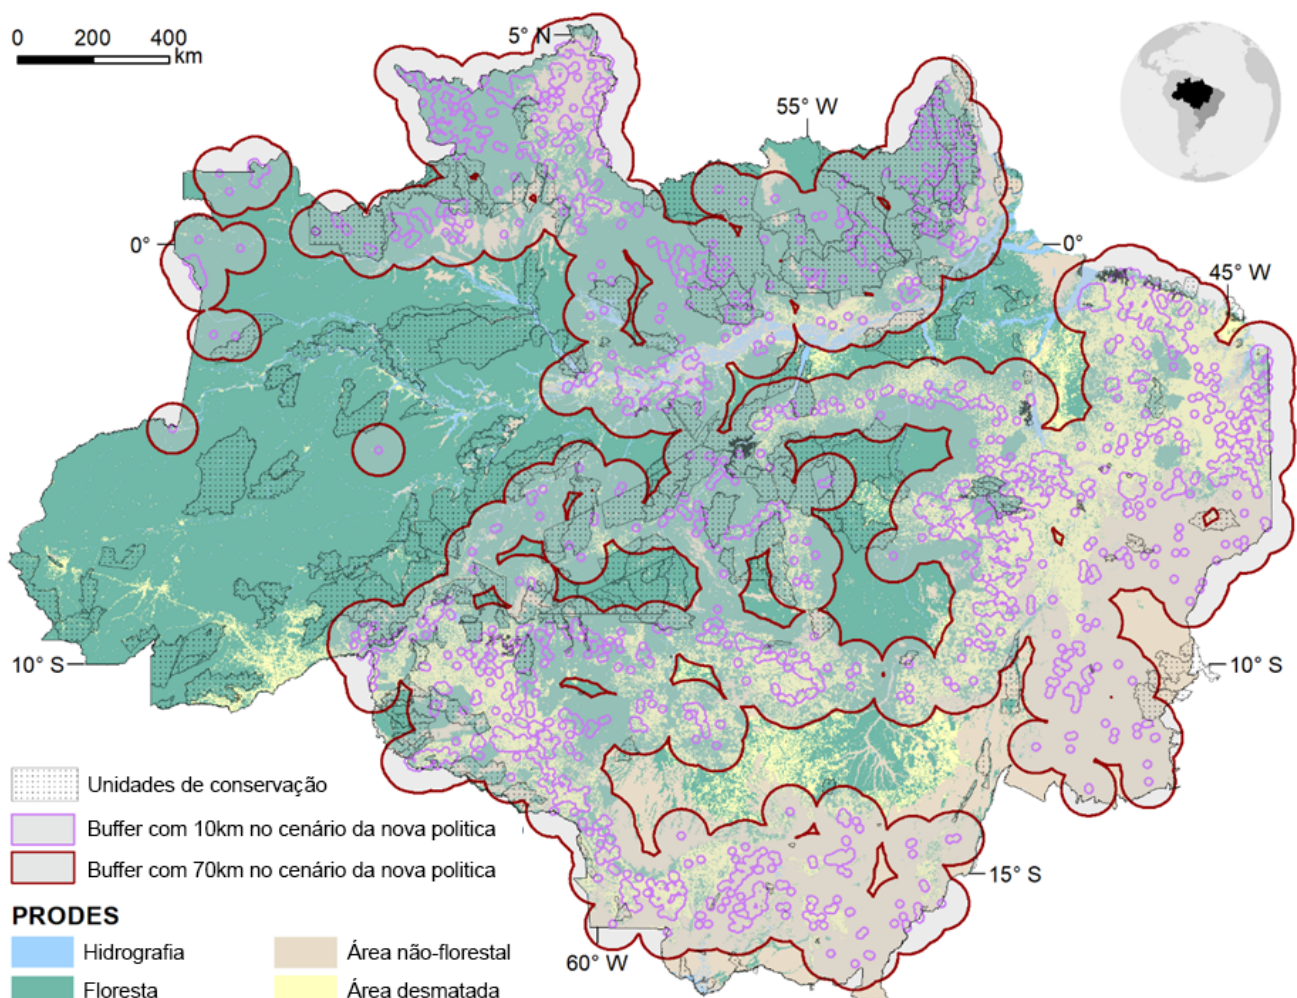 0 200 400
km
5° N
55° W
0°
0°
45° W
10° S
10° S
Unidades de conservação
Buffer com 10km no cenário da nova politica
Buffer com 70km no cenário da nova politica
15° S
PRODES
60° W
Hidrografia
Área não-florestal
Floresta
Área desmatada